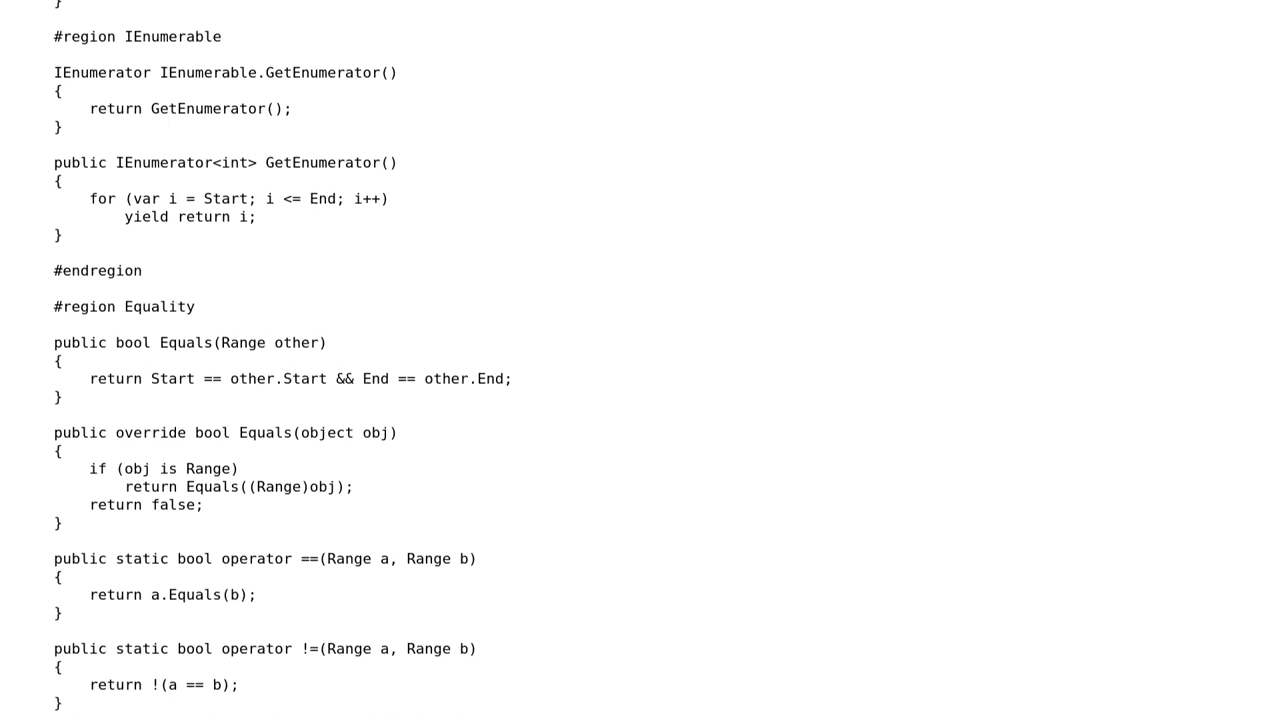 }
#region IEnumerable
IEnumerator IEnumerable.GetEnumerator()
{
    return GetEnumerator();
}
public IEnumerator<int> GetEnumerator()
{
    for (var i = Start; i <= End; i++)
        yield return i;
}
#endregion
#region Equality
public bool Equals(Range other)
{
    return Start == other.Start && End == other.End;
}
public override bool Equals(object obj)
{
    if (obj is Range)
        return Equals((Range)obj);
    return false;
}
public static bool operator ==(Range a, Range b)
{
    return a.Equals(b);
}
public static bool operator !=(Range a, Range b)
{
    return !(a == b);
}